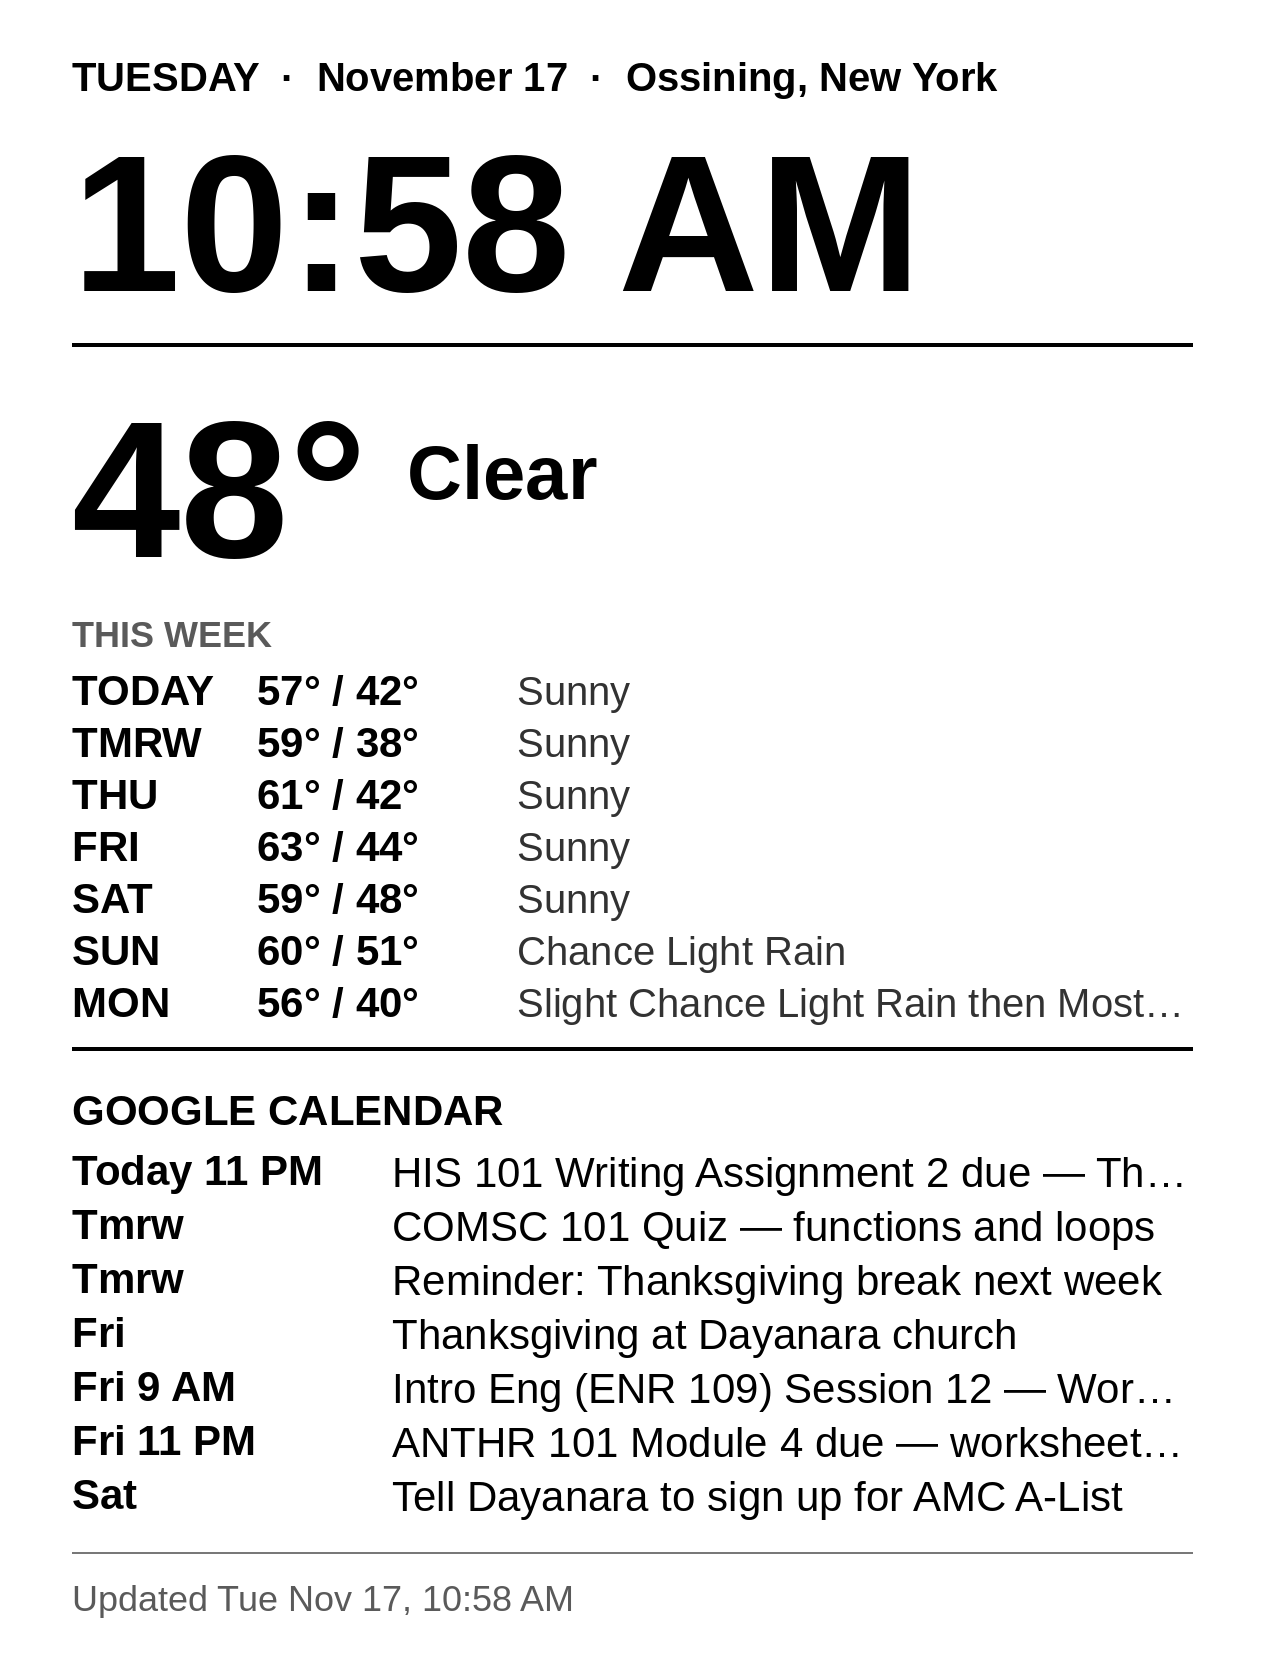 TUESDAY · November 17 · Ossining, New York
10:58 AM
48° Clear
THIS WEEK
TODAY 57° / 42° Sunny
TMRW 59° / 38° Sunny
THU 61° / 42° Sunny
FRI 63° / 44° Sunny
SAT 59° / 48° Sunny
SUN 60° / 51° Chance Light Rain
MON 56° / 40° Slight Chance Light Rain then Most…
GOOGLE CALENDAR
Today 11 PM HIS 101 Writing Assignment 2 due — Th…
Tmrw COMSC 101 Quiz — functions and loops
Tmrw Reminder: Thanksgiving break next week
Fri Thanksgiving at Dayanara church
Fri 9 AM Intro Eng (ENR 109) Session 12 — Wor…
Fri 11 PM ANTHR 101 Module 4 due — worksheet…
Sat Tell Dayanara to sign up for AMC A-List
Updated Tue Nov 17, 10:58 AM